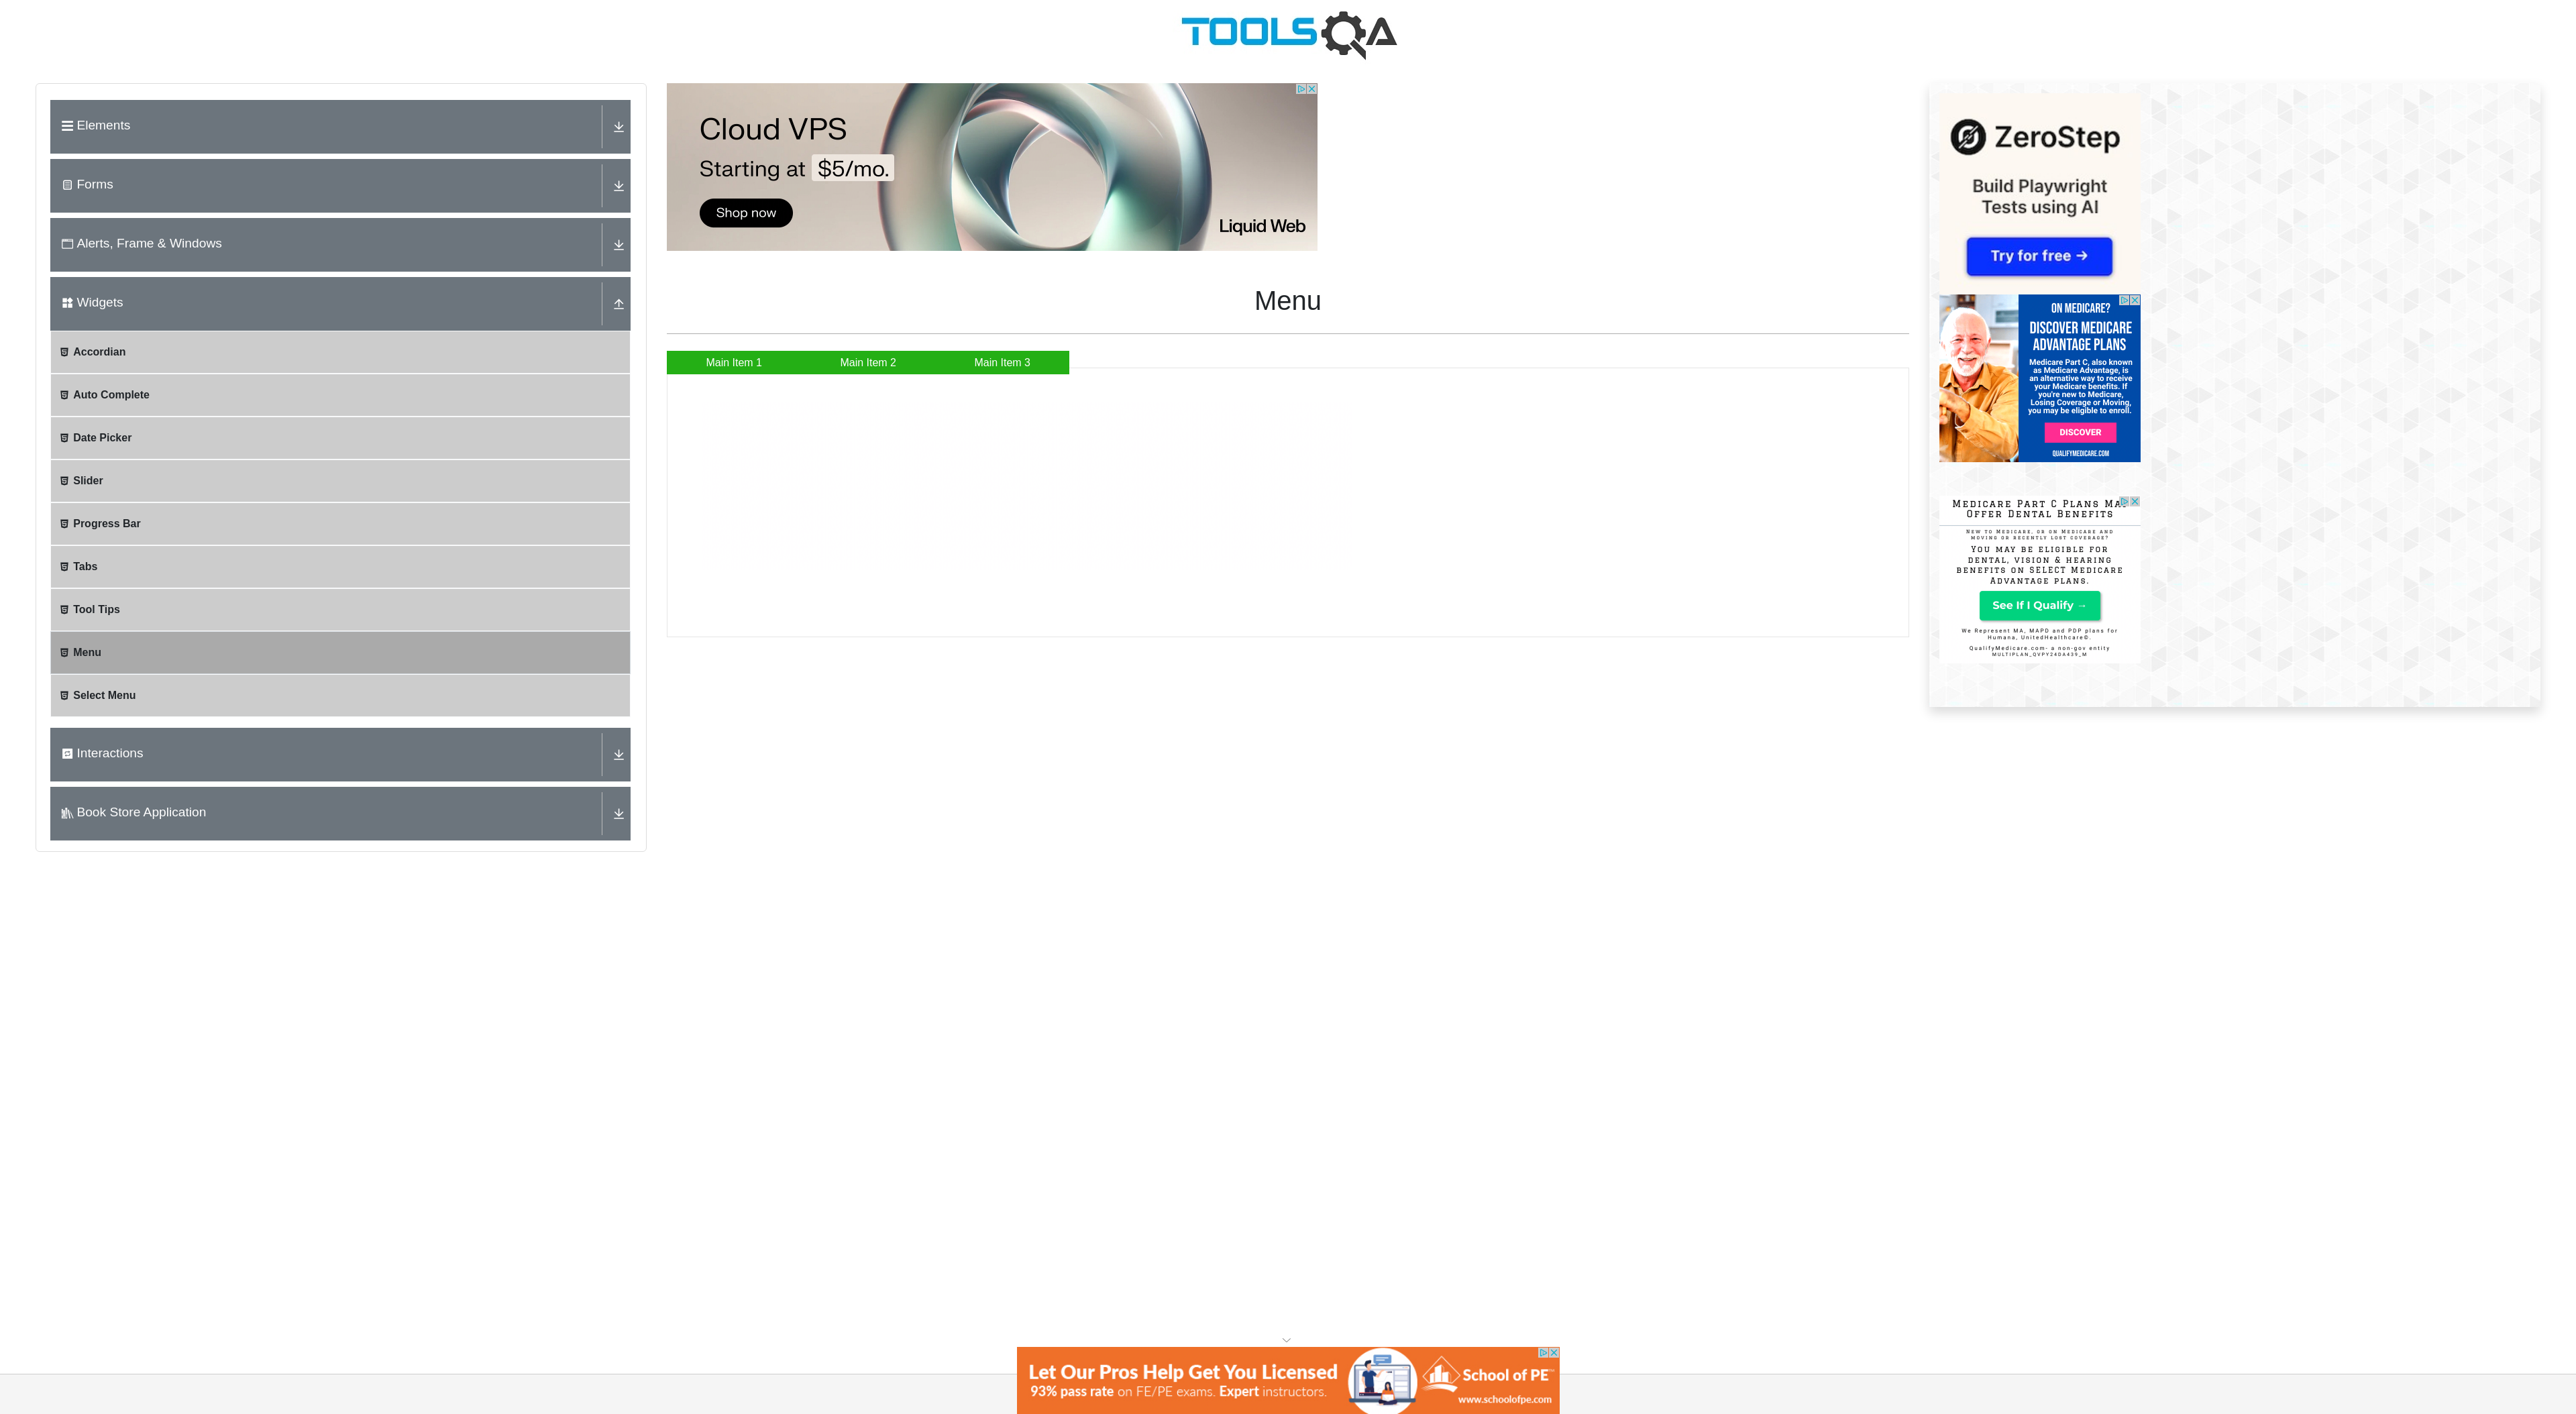 TOOLSQA
Elements
Forms
Alerts, Frame & Windows
Widgets
Accordian
Auto Complete
Date Picker
Slider
Progress Bar
Tabs
Tool Tips
Menu
Select Menu
Interactions
Book Store Application
Cloud VPS
Starting at $5/mo.
Shop now
Liquid Web
Menu
Main Item 1
Main Item 2
Main Item 3
ZeroStep
Build Playwright
Tests using AI
Try for free →
ON MEDICARE?
DISCOVER MEDICARE
ADVANTAGE PLANS
Medicare Part C, also known
as Medicare Advantage, is
an alternative way to receive
your Medicare benefits. If
you're new to Medicare,
Losing Coverage or Moving,
you may be eligible to enroll.
DISCOVER
QUALIFYMEDICARE.COM
Medicare Part C Plans
Offer Dental Benefits
New to Medicare, or on Medicare and
moving or recently lost coverage?
You may be eligible for
dental, vision & hearing
benefits on SELECT Medicare
Advantage plans.
See If I Qualify →
We Represent MA, MAPD and PDP plans for
Humana, UnitedHealthcare®.
QualifyMedicare.com- a non-gov entity
MULTIPLAN_QVPY24DA439_M
Let Our Pros Help Get You Licensed
93% pass rate on FE/PE exams. Expert instructors.
School of PE
www.schoolofpe.com